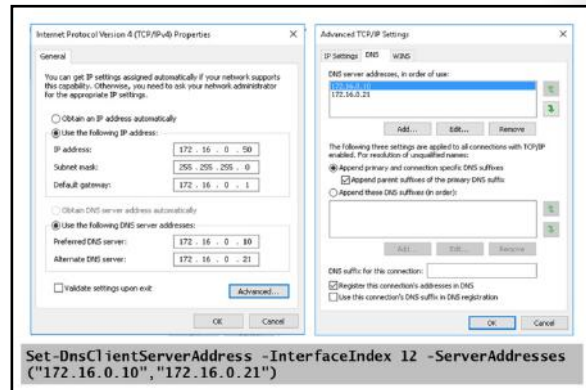 Internet Protocol Version 4 (TCP/IPv4) Properties
General
You can get IP settings assigned automatically if your network supports
this capability. Otherwise, you need to ask your network administrator
for the appropriate IP settings.
Obtain an IP address automatically
Use the following IP address:
IP address: 172 . 16 . 0 . 50
Subnet mask: 255 . 255 . 255 . 0
Default gateway: 172 . 16 . 0 . 1
Obtain DNS server address automatically
Use the following DNS server addresses:
Preferred DNS server: 172 . 16 . 0 . 10
Alternate DNS server: 172 . 16 . 0 . 21
Validate settings upon exit
Advanced...
OK Cancel
Advanced TCP/IP Settings
IP Settings DNS WINS
DNS server addresses, in order of use:
172.16.0.10
172.16.0.21
Add... Edit... Remove
The following three settings are applied to all connections with TCP/IP
enabled. For resolution of unqualified names:
Append primary and connection specific DNS suffixes
Append parent suffixes of the primary DNS suffix
Append these DNS suffixes (in order):
Add... Edit... Remove
DNS suffix for this connection:
Register this connection's addresses in DNS
Use this connection's DNS suffix in DNS registration
OK Cancel
Set-DnsClientServerAddress -InterfaceIndex 12 -ServerAddresses
("172.16.0.10","172.16.0.21")